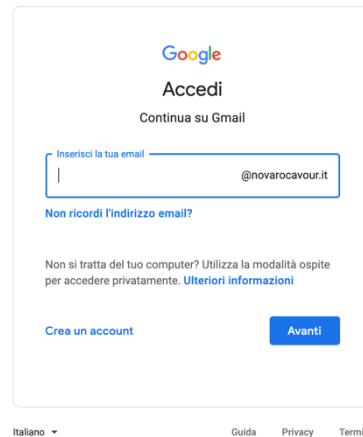 Google
Accedi
Continua su Gmail
Inserisci la tua email
@novarocavour.it
Non ricordi l'indirizzo email?
Non si tratta del tuo computer? Utilizza la modalità ospite
per accedere privatamente. Ulteriori informazioni
Crea un account Avanti
Italiano Guida Privacy Termi